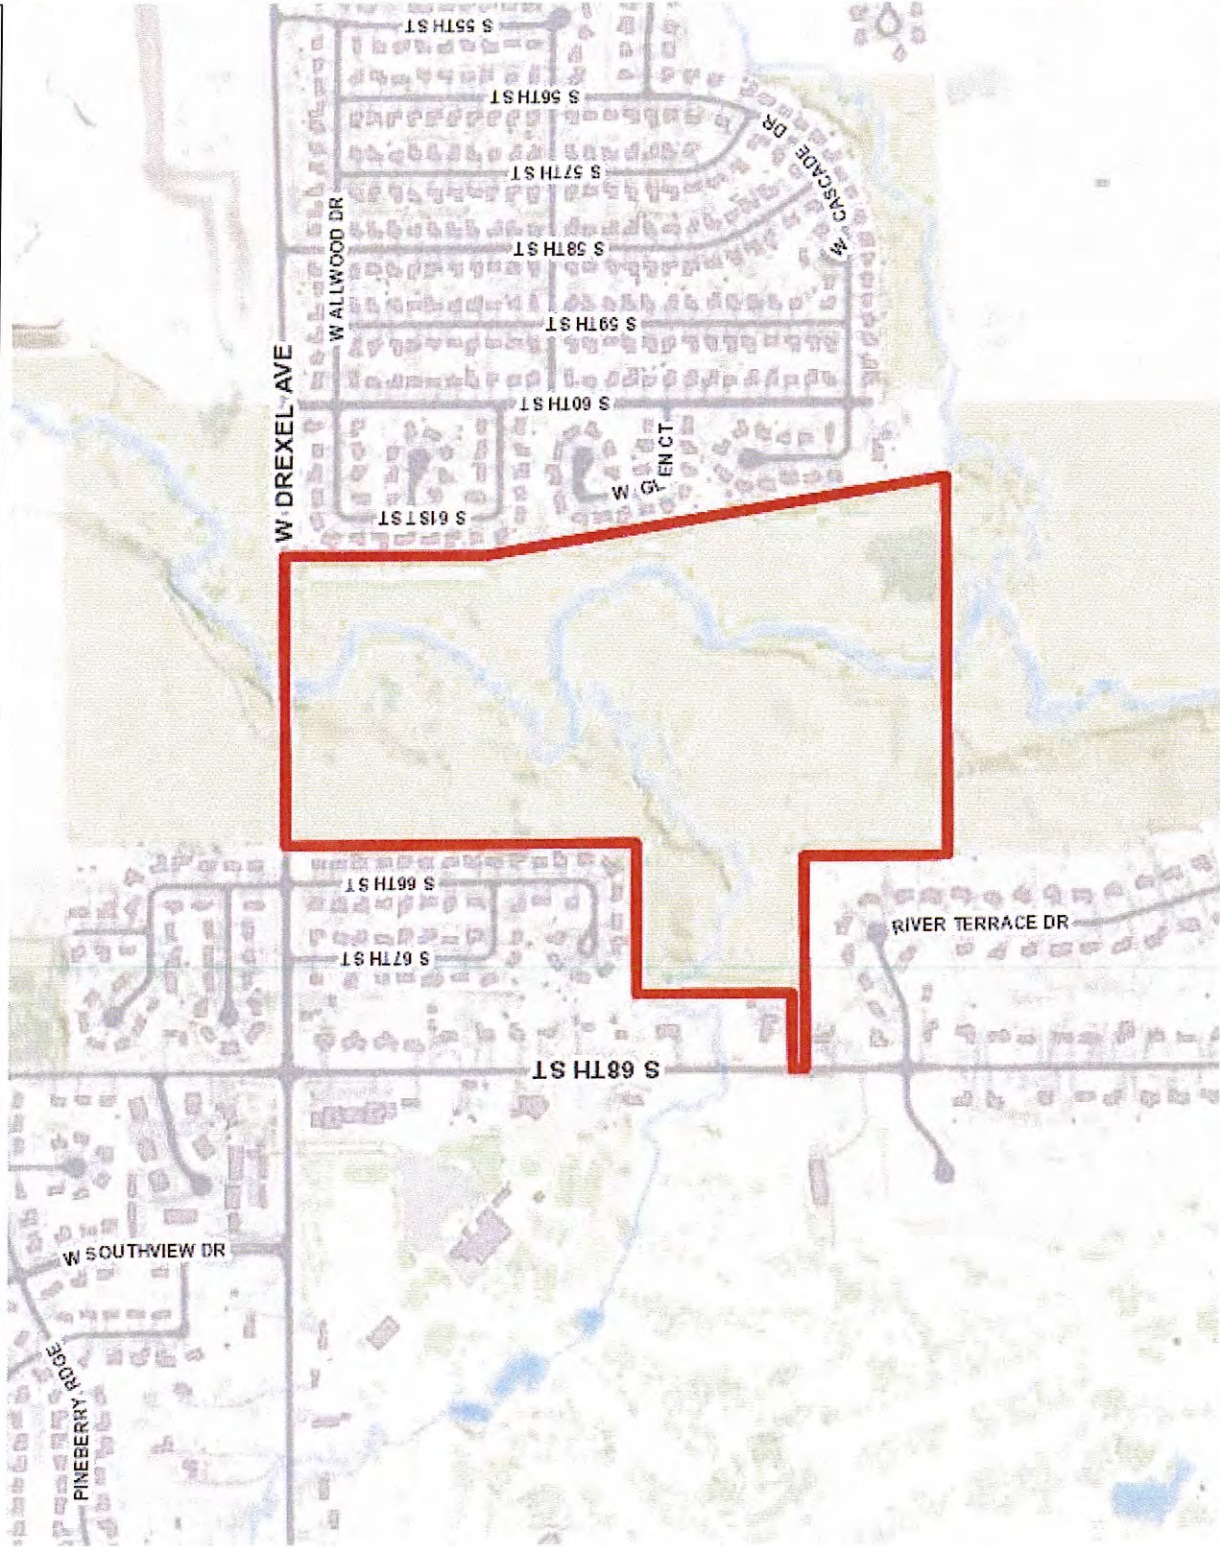 S 55TH ST
S 56TH ST
DR
S 57TH ST
W CASCADE
W ALLWOOD DR
S 58TH ST
S 59TH ST
W DREXEL AVE
S 60TH ST
W GLEN CT
S 61ST ST
S 66TH ST
RIVER TERRACE DR
S 67TH ST
S 68TH ST
W SOUTHVIEW DR
PINEBERRY RDGE